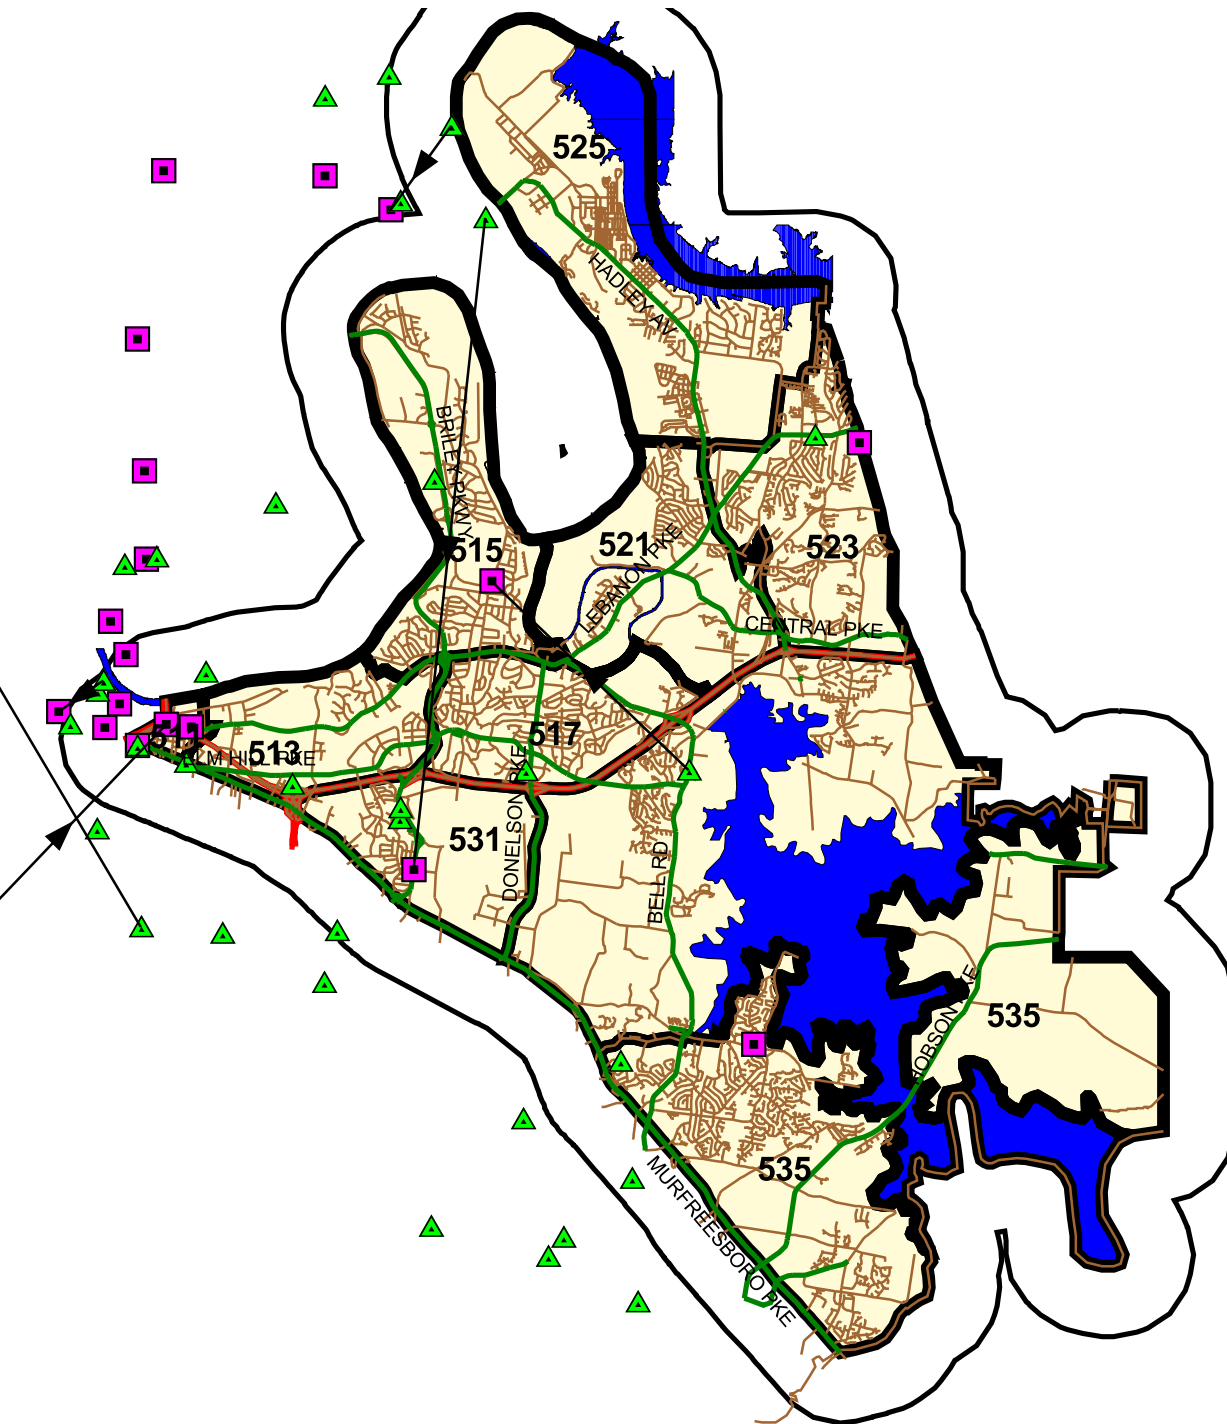 525
HADLEY AV
BRILEY PKWY
515
521
523
LEBANON PKE
CENTRAL PKE
517
513
ELM HILL PKE
531
DONELSON PKE
BELL RD
535
HOBSON PKE
535
MURFREESBORO PKE